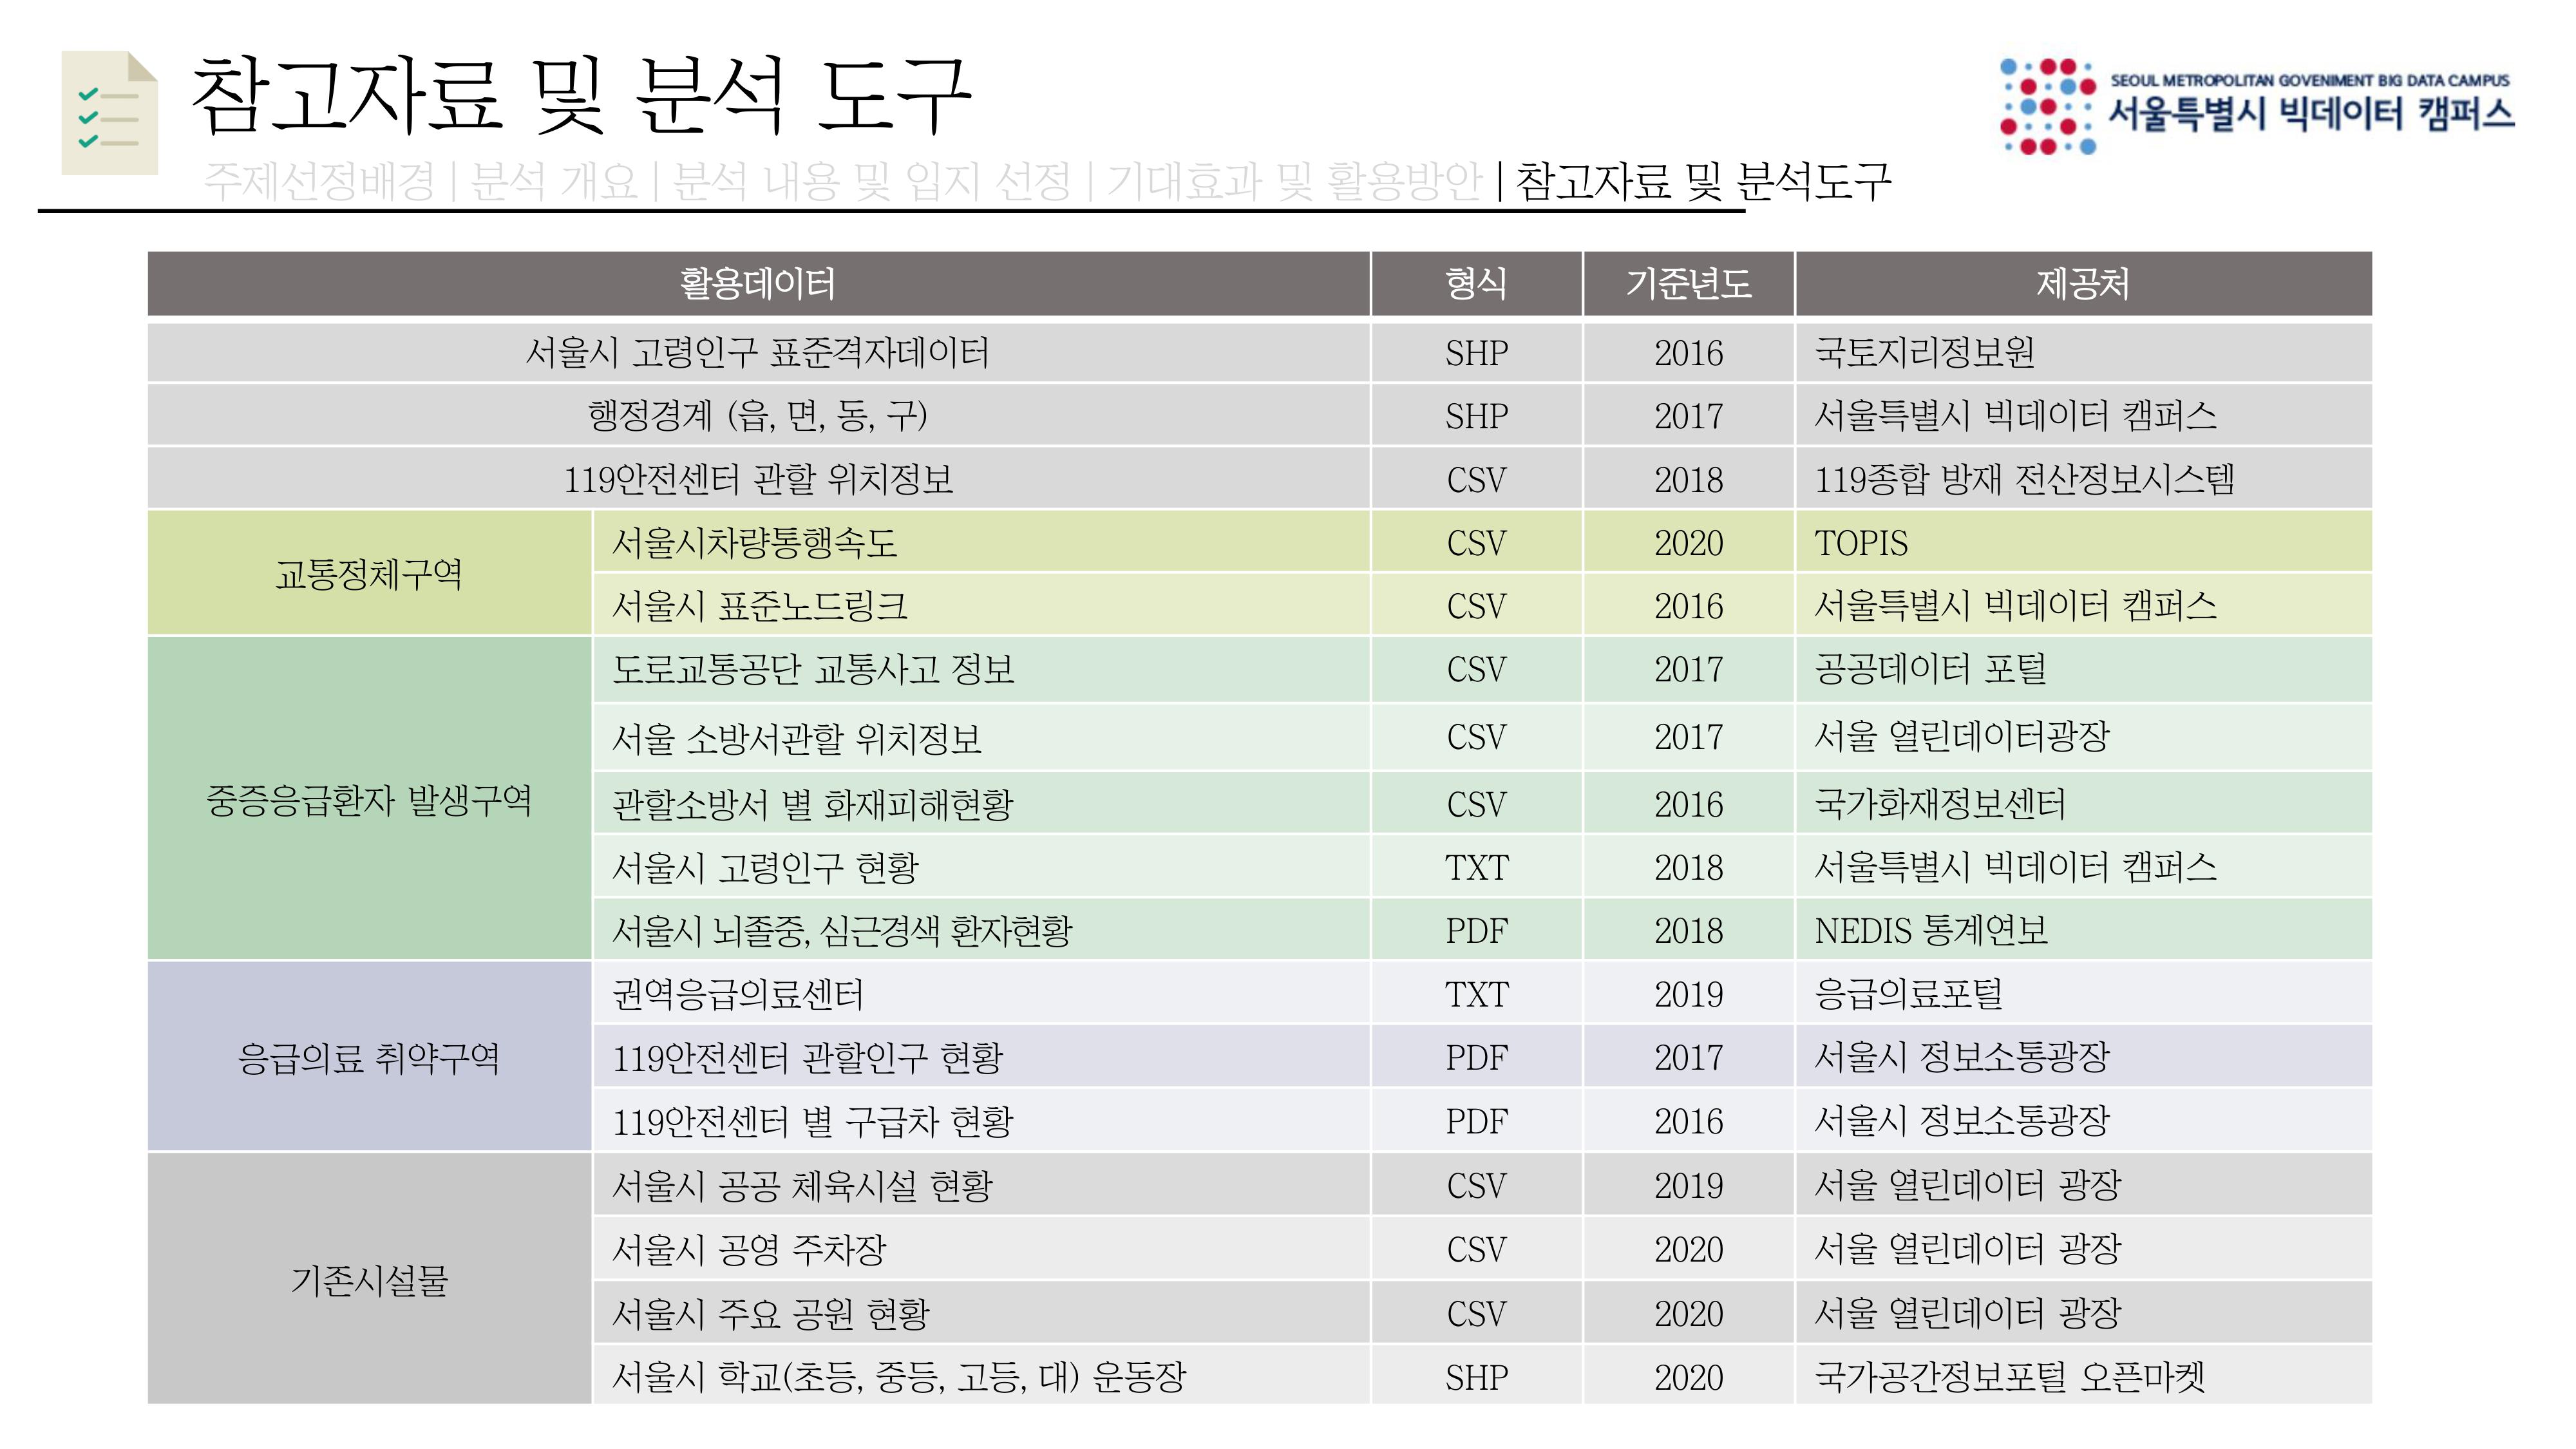 참고자료 및 분석 도구
SEOUL METROPOLITAN GOVENIMENT BIG DATA CAMPUS
서울특별시 빅데이터 캠퍼스
주제선정배경 | 분석 개요 | 분석 내용 및 입지 선정 | 기대효과 및 활용방안 | 참고자료 및 분석도구
활용데이터 형식 기준년도 제공처
서울시 고령인구 표준격자데이터 SHP 2016 국토지리정보원
행정경계 (읍, 면, 동, 구) SHP 2017 서울특별시 빅데이터 캠퍼스
119안전센터 관할 위치정보 CSV 2018 119종합 방재 전산정보시스템
교통정체구역
서울시차량통행속도 CSV 2020 TOPIS
서울시 표준노드링크 CSV 2016 서울특별시 빅데이터 캠퍼스
중증응급환자 발생구역
도로교통공단 교통사고 정보 CSV 2017 공공데이터 포털
서울 소방서관할 위치정보 CSV 2017 서울 열린데이터광장
관할소방서 별 화재피해현황 CSV 2016 국가화재정보센터
서울시 고령인구 현황 TXT 2018 서울특별시 빅데이터 캠퍼스
서울시 뇌졸중, 심근경색 환자현황 PDF 2018 NEDIS 통계연보
응급의료 취약구역
권역응급의료센터 TXT 2019 응급의료포털
119안전센터 관할인구 현황 PDF 2017 서울시 정보소통광장
119안전센터 별 구급차 현황 PDF 2016 서울시 정보소통광장
기존시설물
서울시 공공 체육시설 현황 CSV 2019 서울 열린데이터 광장
서울시 공영 주차장 CSV 2020 서울 열린데이터 광장
서울시 주요 공원 현황 CSV 2020 서울 열린데이터 광장
서울시 학교(초등, 중등, 고등, 대) 운동장 SHP 2020 국가공간정보포털 오픈마켓